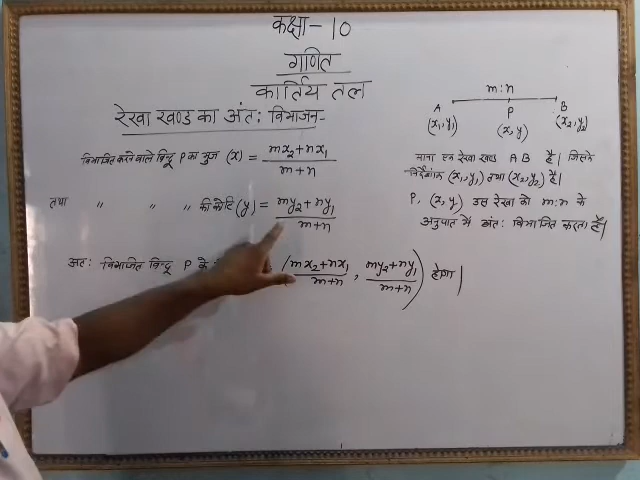 कक्षा- 10
गणित
कार्तिय तल
रेखा खण्ड का अंत: विभाजन-
विभाजित करने वाले बिन्दू P का भुज (x) = mx₂+nx₁ / m+n
तथा " " " की कोटि (y) = my₂+ny₁ / m+n
अत: विभाजित बिन्दू P के (mx₂+nx₁ / m+n , my₂+ny₁ / m+n) होगा |
m:n
A P B
(x₁,y₁) (x,y) (x₂,y₂)
माना एक रेखा खण्ड AB है | जिसके
निर्देशांक (x₁,y₁) तथा (x₂,y₂) है |
P, (x, y) उस रेखा को m:n के
अनुपात में अंत: विभाजित करता है |